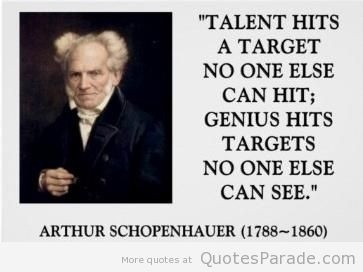 "TALENT HITS
A TARGET
NO ONE ELSE
CAN HIT;
GENIUS HITS
TARGETS
NO ONE ELSE
CAN SEE."
ARTHUR SCHOPENHAUER (1788~1860)
More quotes at QuotesParade.com